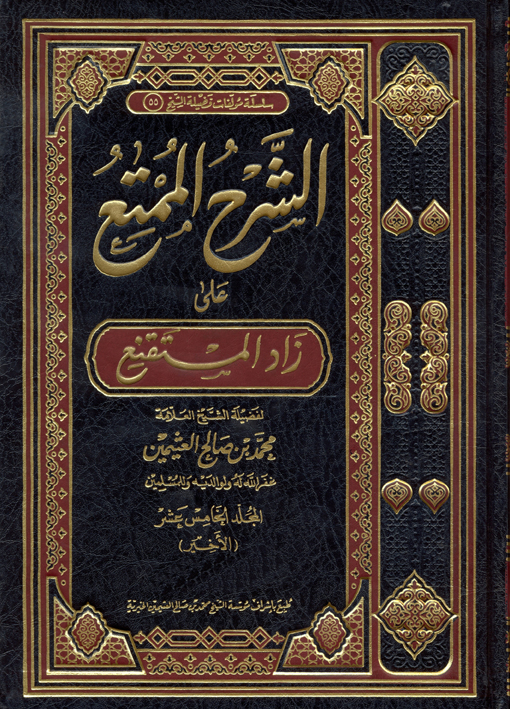 سلسلة مؤلفات فضيلة الشيخ (٥٥)
الشرح الممتع
على
زاد المستقنع
لفضيلة الشيخ العلامة
محمد بن صالح العثيمين
غفر الله له ولوالديه وللمسلمين
المجلد الخامس عشر
(الأخير)
طبع بإشراف مؤسسة الشيخ محمد بن صالح العثيمين الخيرية